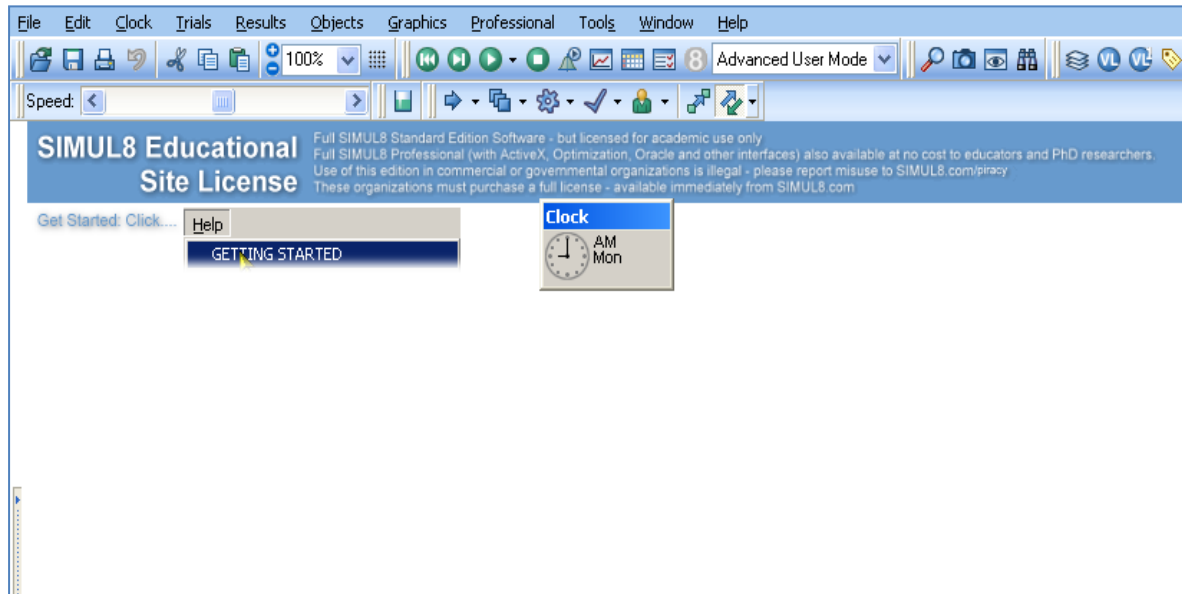 File Edit Clock Trials Results Objects Graphics Professional Tools Window Help
100% 8 Advanced User Mode VL VL
Speed:
SIMUL8 Educational
Site License
Full SIMUL8 Standard Edition Software - but licensed for academic use only
Full SIMUL8 Professional (with ActiveX, Optimization, Oracle and other interfaces) also available at no cost to educators and PhD researchers.
Use of this edition in commercial or governmental organizations is illegal - please report misuse to SIMUL8.com/piracy
These organizations must purchase a full license - available immediately from SIMUL8.com
Get Started: Click.... Help
GETTING STARTED
Clock
AM
Mon